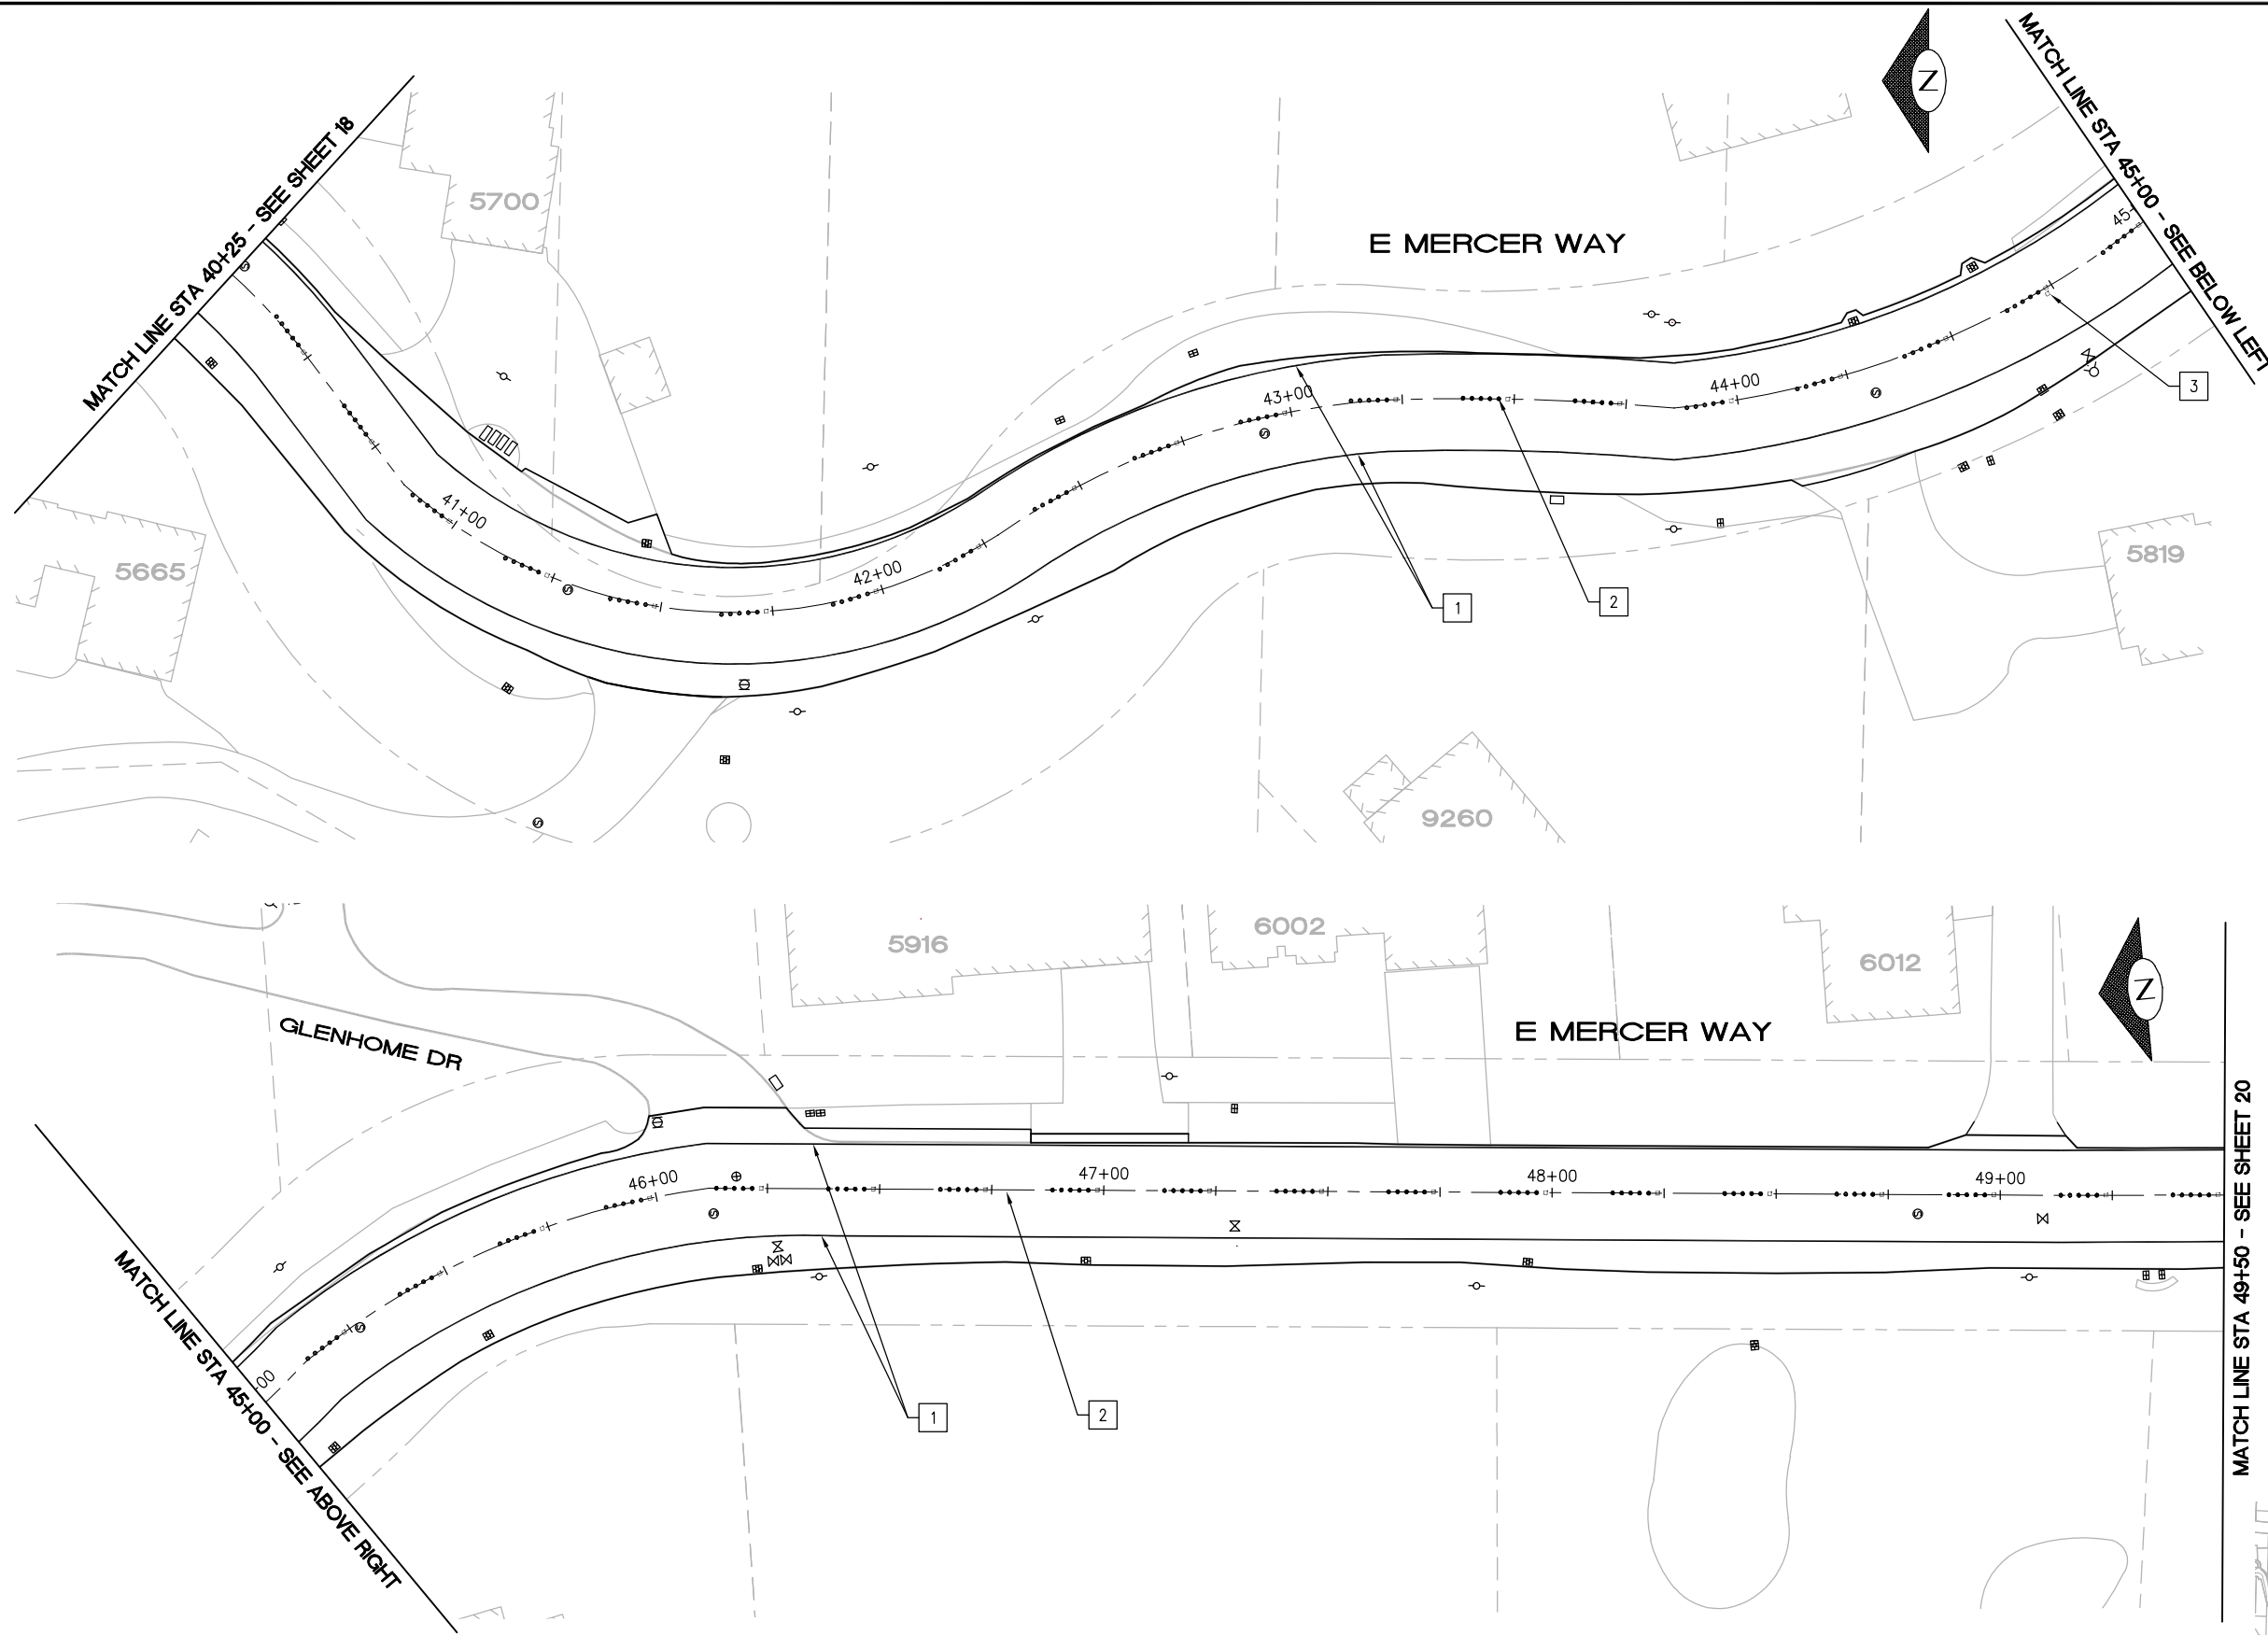 MATCH LINE STA 40+25 - SEE SHEET 18
5700
E MERCER WAY
N
MATCH LINE STA 45+00 - SEE BELOW LEFT
45
44+00
43+00
3
41+00
42+00
5665
1
2
5819
9260
GLENHOME DR
5916
6002
6012
E MERCER WAY
N
46+00
47+00
48+00
49+00
00
MATCH LINE STA 45+00 - SEE ABOVE RIGHT
1
2
MATCH LINE STA 49+50 - SEE SHEET 20